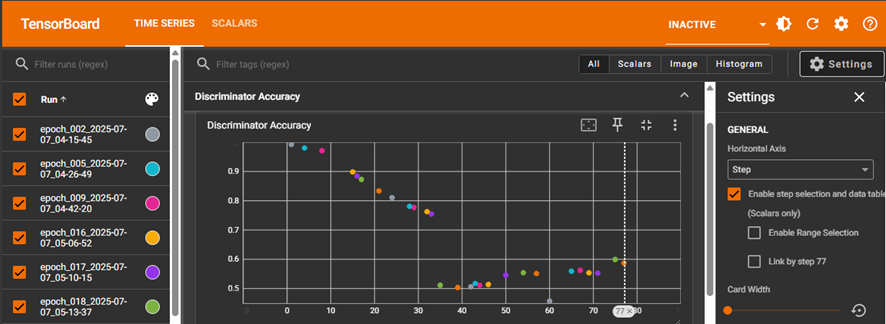 TensorBoard
TIME SERIES
SCALARS
INACTIVE
Filter runs (regex)
Filter tags (regex)
All
Scalars
Image
Histogram
Settings
Run
epoch_002_2025-07-
07_04-15-45
epoch_005_2025-07-
07_04-26-49
epoch_009_2025-07-
07_04-42-20
epoch_016_2025-07-
07_05-06-52
epoch_017_2025-07-
07_05-10-15
epoch_018_2025-07-
07_05-13-37
Discriminator Accuracy
Discriminator Accuracy
0.9
0.8
0.7
0.6
0.5
0 10 20 30 40 50 60 70 77 80
Settings
GENERAL
Horizontal Axis
Step
Enable step selection and data table
(Scalars only)
Enable Range Selection
Link by step 77
Card Width